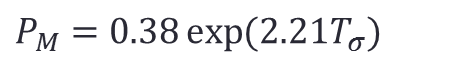 P_M = 0.38 exp(2.21T_σ)